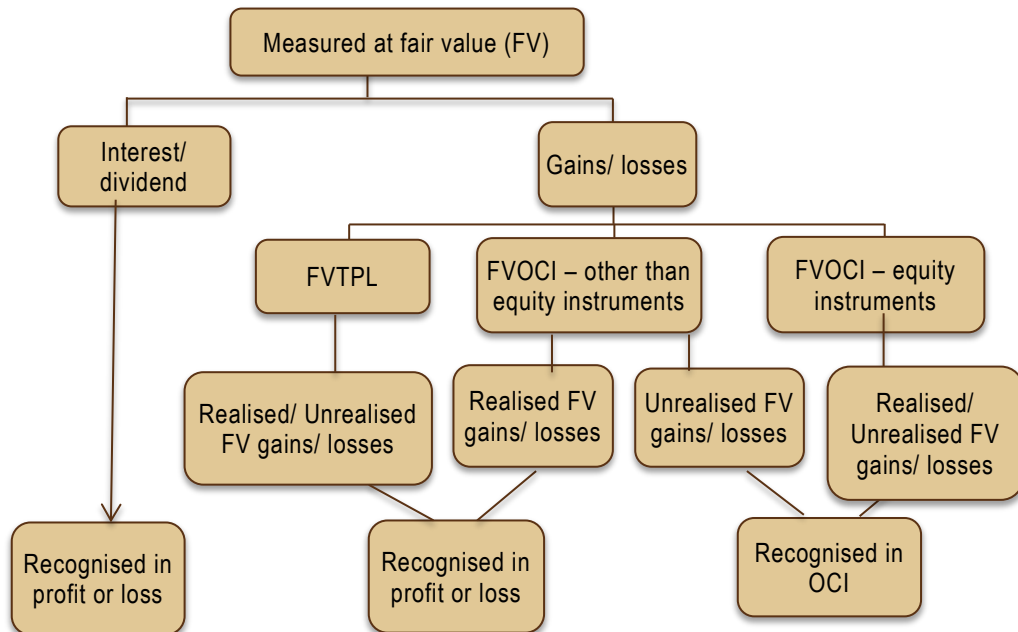 Measured at fair value (FV)
Interest/
dividend
Gains/ losses
FVTPL
FVOCI – other than
equity instruments
FVOCI – equity
instruments
Realised/ Unrealised
FV gains/ losses
Realised FV
gains/ losses
Unrealised FV
gains/ losses
Realised/
Unrealised FV
gains/ losses
Recognised in
profit or loss
Recognised in
profit or loss
Recognised in
OCI